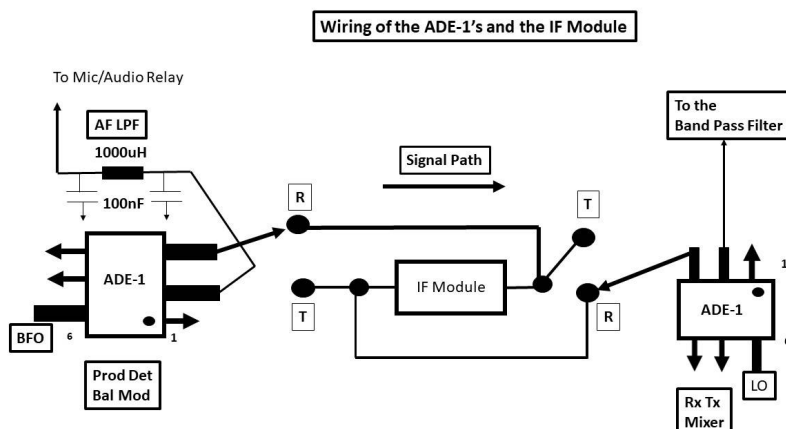 Wiring of the ADE-1's and the IF Module
To Mic/Audio Relay
AF LPF
1000uH
100nF
ADE-1
BFO
6
1
Prod Det
Bal Mod
R
T
Signal Path
IF Module
T
R
To the
Band Pass Filter
1
ADE-1
LO
Rx Tx
Mixer